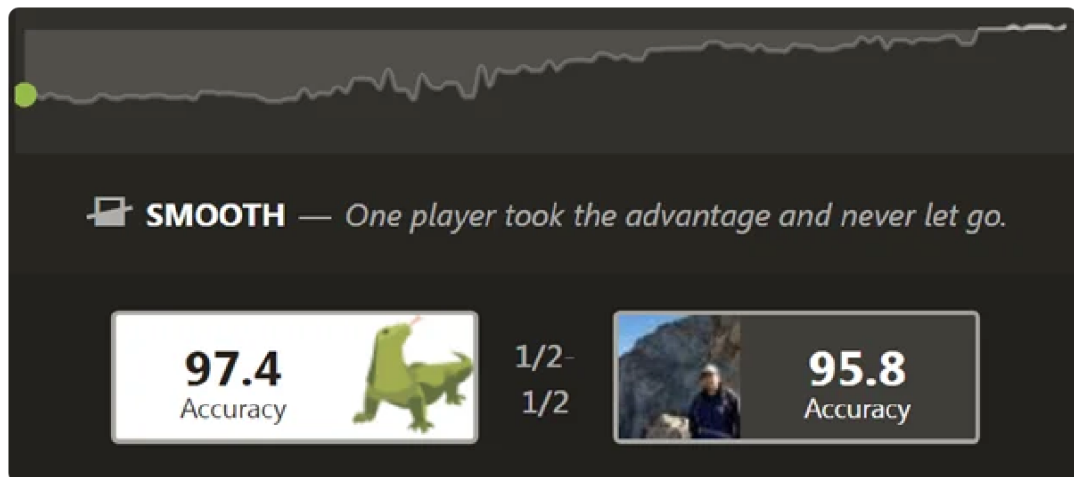 SMOOTH — One player took the advantage and never let go.
97.4
Accuracy
1/2-
1/2
95.8
Accuracy